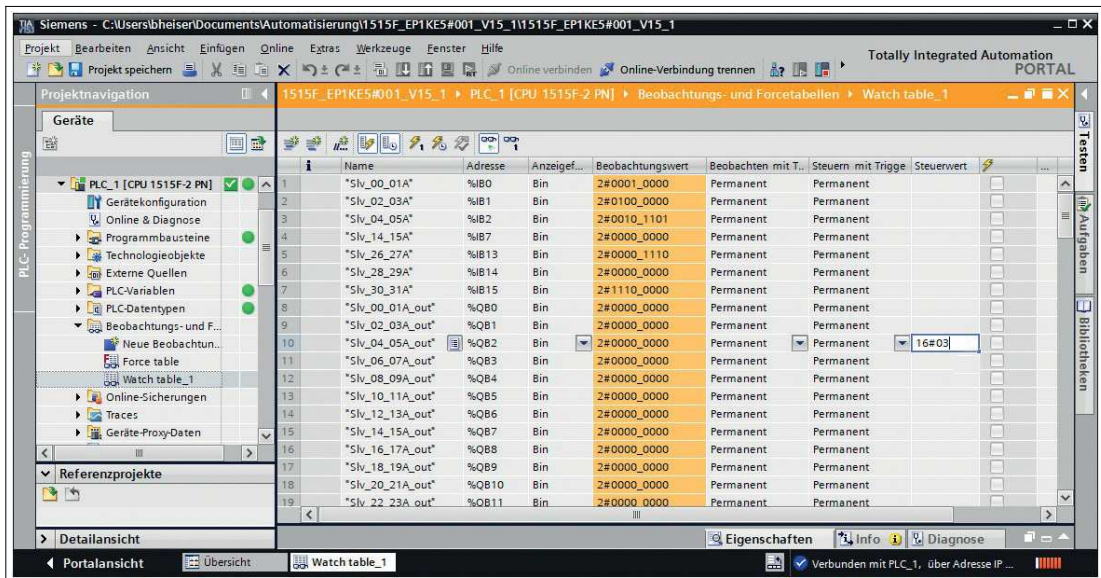 Siemens - C:\Users\bheiser\Documents\Automatisierung\1515F_EP1KE5#001_V15_1\1515F_EP1KE5#001_V15_1
Projekt Bearbeiten Ansicht Einfügen Online Extras Werkzeuge Fenster Hilfe
Totally Integrated Automation
PORTAL
Projekt speichern Online verbinden Online-Verbindung trennen
Projektnavigation
1515F_EP1KE5#001_V15_1 PLC_1 [CPU 1515F-2 PN] Beobachtungs- und Forcetabellen Watch table_1
Geräte
PLC-Programmierung
PLC_1 [CPU 1515F-2 PN]
Gerätekonfiguration
Online & Diagnose
Programmbausteine
Technologieobjekte
Externe Quellen
PLC-Variablen
PLC-Datentypen
Beobachtungs- und F...
Neue Beobachtun...
Force table
Watch table_1
Online-Sicherungen
Traces
Geräte-Proxy-Daten
Referenzprojekte
Detailansicht
i Name Adresse Anzeigef... Beobachtungswert Beobachten mit T... Steuern mit Trigge Steuerwert ...
1 "Slv_00_01A" %IB0 Bin 2#0001_0000 Permanent Permanent
2 "Slv_02_03A" %IB1 Bin 2#0100_0000 Permanent Permanent
3 "Slv_04_05A" %IB2 Bin 2#0010_1101 Permanent Permanent
4 "Slv_14_15A" %IB7 Bin 2#0000_0000 Permanent Permanent
5 "Slv_26_27A" %IB13 Bin 2#0000_1110 Permanent Permanent
6 "Slv_28_29A" %IB14 Bin 2#0000_0000 Permanent Permanent
7 "Slv_30_31A" %IB15 Bin 2#1110_0000 Permanent Permanent
8 "Slv_00_01A_out" %QB0 Bin 2#0000_0000 Permanent Permanent
9 "Slv_02_03A_out" %QB1 Bin 2#0000_0000 Permanent Permanent
10 "Slv_04_05A_out" %QB2 Bin 2#0000_0000 Permanent Permanent 16#03
11 "Slv_06_07A_out" %QB3 Bin 2#0000_0000 Permanent Permanent
12 "Slv_08_09A_out" %QB4 Bin 2#0000_0000 Permanent Permanent
13 "Slv_10_11A_out" %QB5 Bin 2#0000_0000 Permanent Permanent
14 "Slv_12_13A_out" %QB6 Bin 2#0000_0000 Permanent Permanent
15 "Slv_14_15A_out" %QB7 Bin 2#0000_0000 Permanent Permanent
16 "Slv_16_17A_out" %QB8 Bin 2#0000_0000 Permanent Permanent
17 "Slv_18_19A_out" %QB9 Bin 2#0000_0000 Permanent Permanent
18 "Slv_20_21A_out" %QB10 Bin 2#0000_0000 Permanent Permanent
19 "Slv_22_23A_out" %QB11 Bin 2#0000_0000 Permanent Permanent
Testen
Aufgaben
Bibliotheken
Eigenschaften Info Diagnose
Portalansicht Übersicht Watch table_1 Verbunden mit PLC_1, über Adresse IP ...